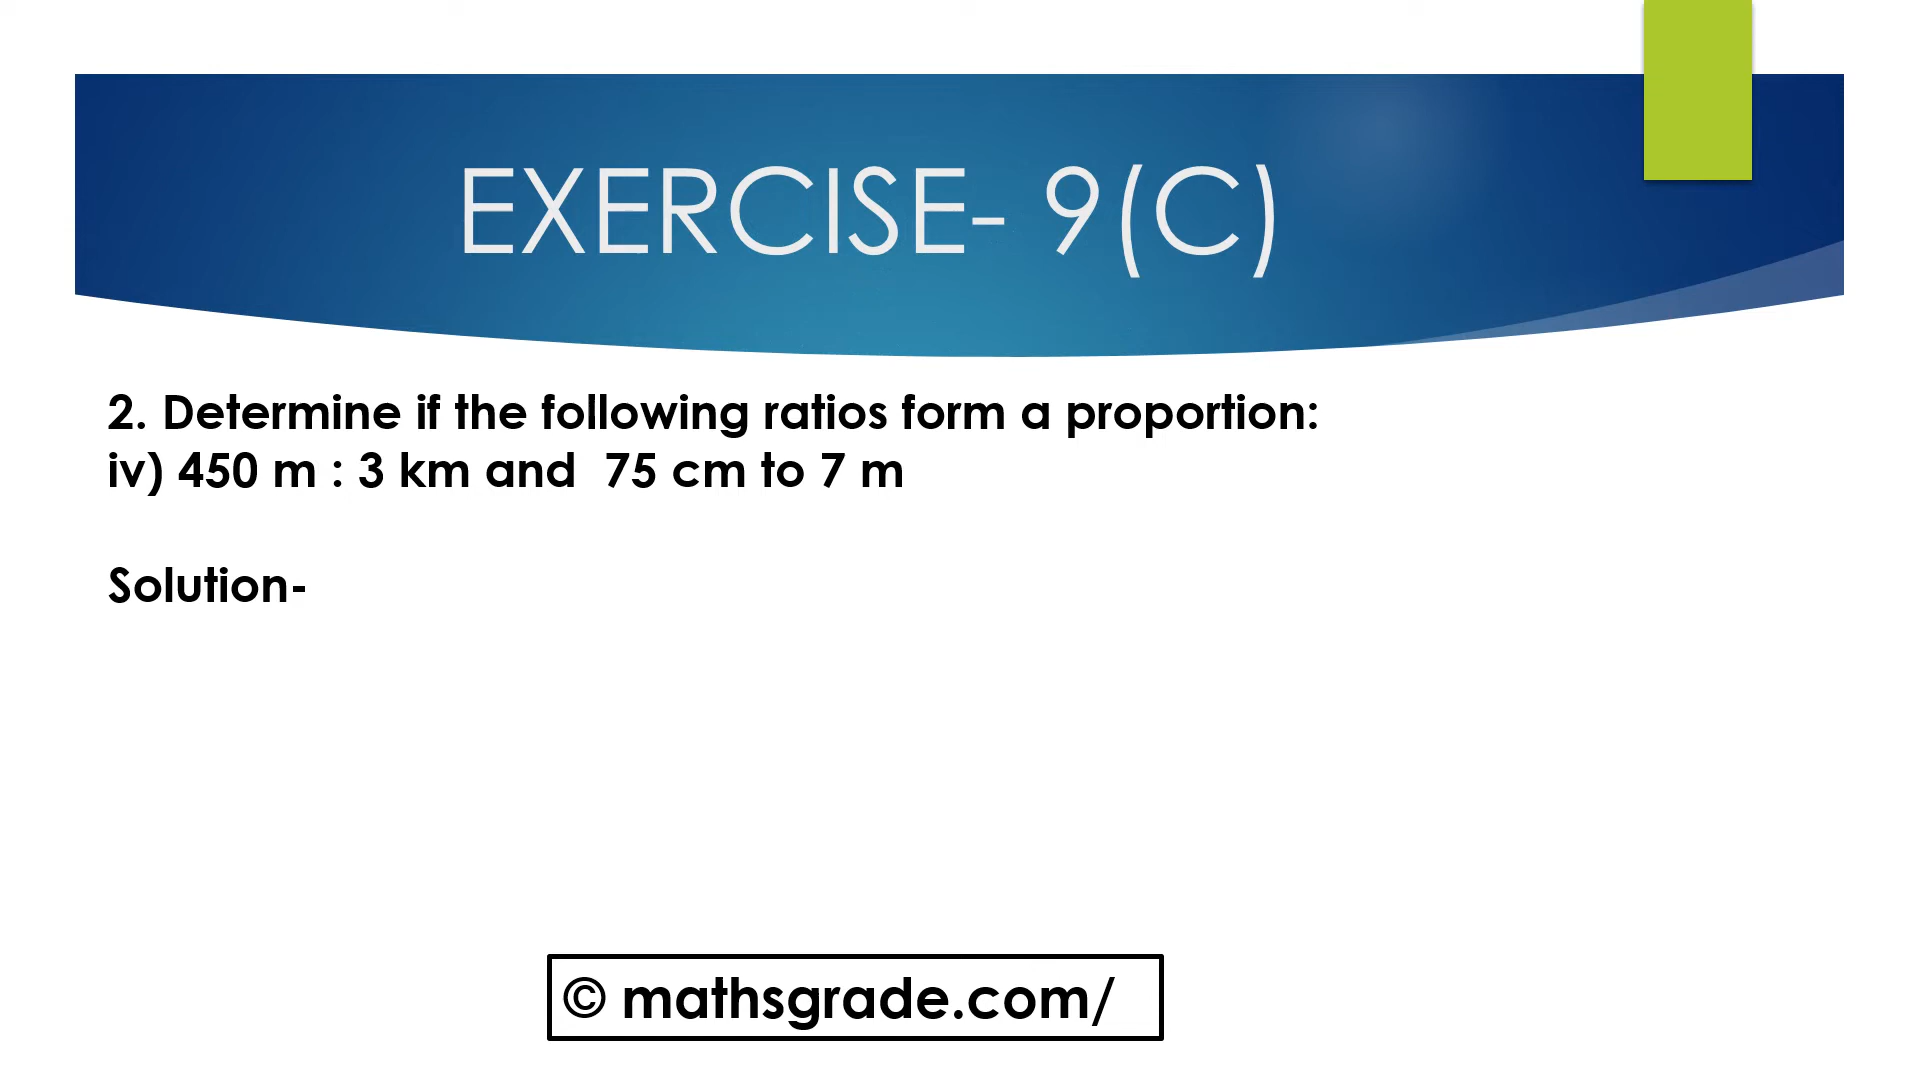 EXERCISE- 9(C)
2. Determine if the following ratios form a proportion:
iv) 450 m : 3 km and  75 cm to 7 m
Solution-
© mathsgrade.com/